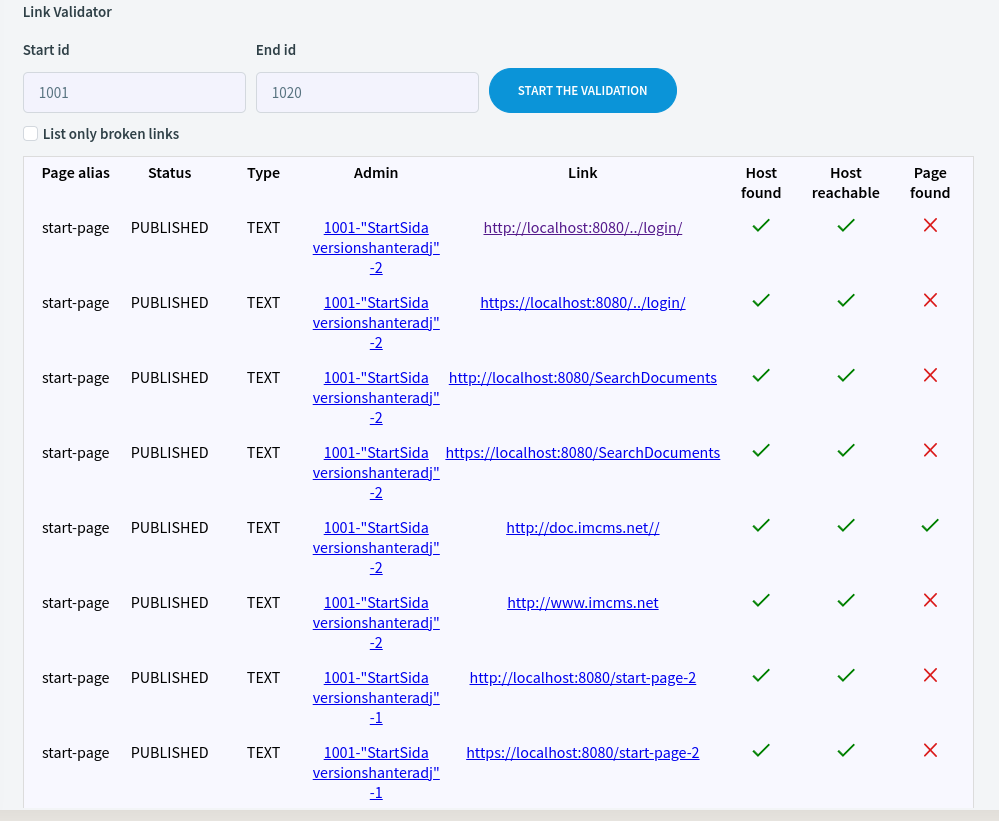 Link Validator
Start id End id
1001 1020 START THE VALIDATION
List only broken links
Page alias Status Type Admin Link Host found Host reachable Page found
start-page PUBLISHED TEXT 1001-"StartSida http://localhost:8080/../login/
versionshanteradj"
-2
start-page PUBLISHED TEXT 1001-"StartSida https://localhost:8080/../login/
versionshanteradj"
-2
start-page PUBLISHED TEXT 1001-"StartSida http://localhost:8080/SearchDocuments
versionshanteradj"
-2
start-page PUBLISHED TEXT 1001-"StartSida https://localhost:8080/SearchDocuments
versionshanteradj"
-2
start-page PUBLISHED TEXT 1001-"StartSida http://doc.imcms.net//
versionshanteradj"
-2
start-page PUBLISHED TEXT 1001-"StartSida http://www.imcms.net
versionshanteradj"
-2
start-page PUBLISHED TEXT 1001-"StartSida http://localhost:8080/start-page-2
versionshanteradj"
-1
start-page PUBLISHED TEXT 1001-"StartSida https://localhost:8080/start-page-2
versionshanteradj"
-1